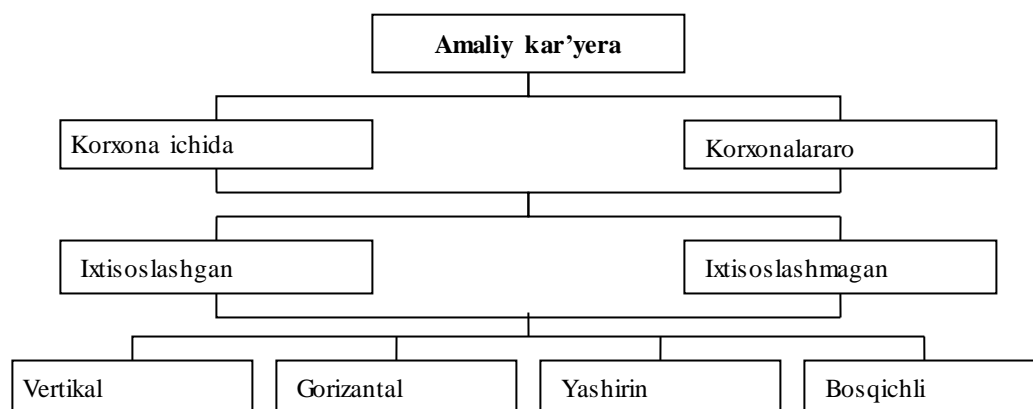 Amaliy kar’yera
Korxona ichida
Korxonalararo
Ixtisoslashgan
Ixtisoslashmagan
Vertikal
Gorizantal
Yashirin
Bosqichli